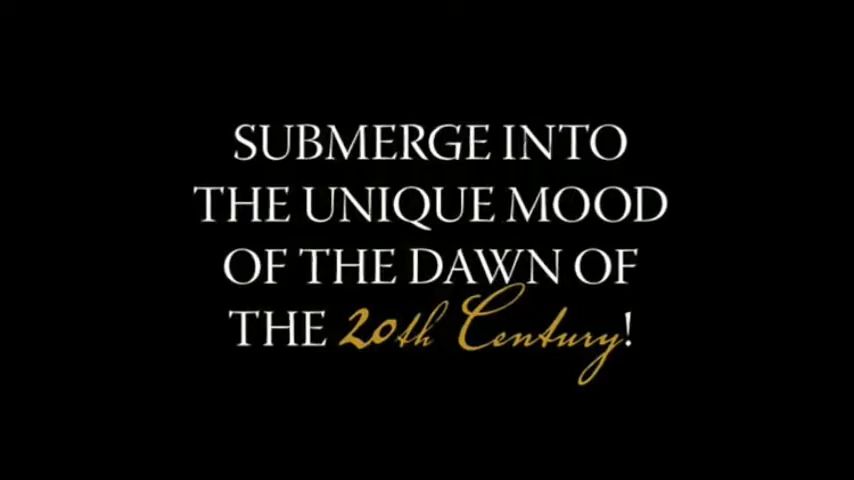 SUBMERGE INTO
THE UNIQUE MOOD
OF THE DAWN OF
THE 20th Century!